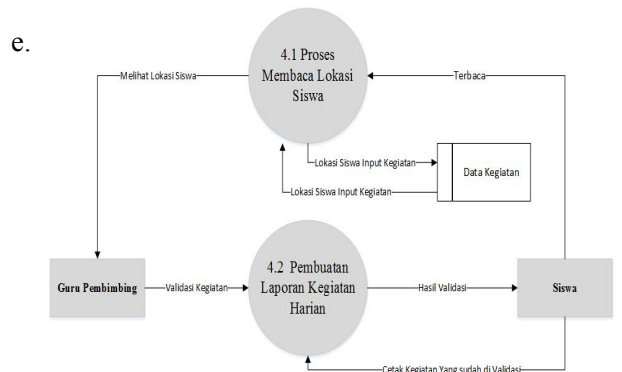 e.
4.1 Proses
Membaca Lokasi
Siswa
Melihat Lokasi Siswa
Terbaca
Lokasi Siswa Input Kegiatan
Data Kegiatan
Lokasi Siswa Input Kegiatan
Guru Pembimbing
Validasi Kegiatan
4.2 Pembuatan
Laporan Kegiatan
Harian
Hasil Validasi
Siswa
Cetak Kegiatan Yang sudah di Validasi